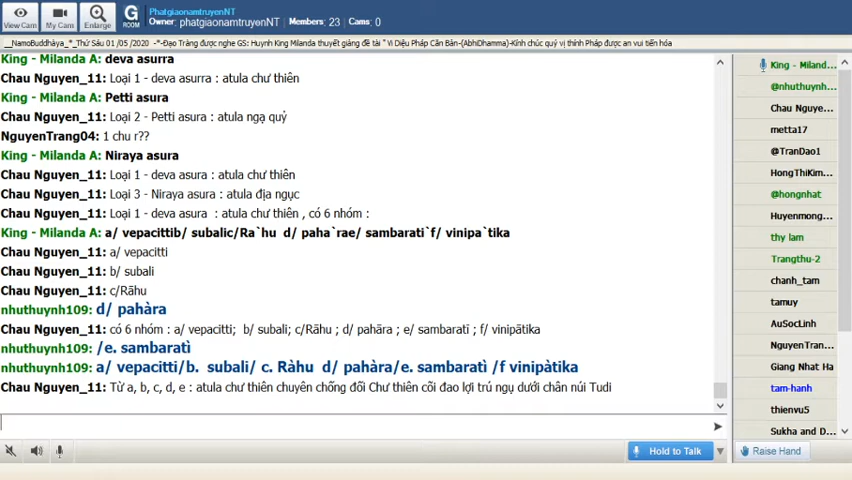 Phatgiaonamtruyen​NT
Owner: phatgiaonamtruyenNT Members: 23 Cams: 0
View Cam
My Cam
Enlarge
G ROOM
__NamoBuddhàya_*_Thứ Sáu 01 /05 /2020 -*-Đạo Tràng được nghe GS: Huynh King Milanda thuyết giảng đề tài " Vi Diệu Pháp Căn Bản-(AbhiDhamma)-Kính chúc quý vị thính Pháp được an vui tiến hóa
King - Milanda A: deva asurra
Chau Nguyen_11: Loại 1 - deva asurra : atula chư thiên
King - Milanda A: Petti asura
Chau Nguyen_11: Loại 2 - Petti asura : atula ngạ quỷ
NguyenTrang04: 1 chu r??
King - Milanda A: Niraya asura
Chau Nguyen_11: Loại 1 - deva asura : atula chư thiên
Chau Nguyen_11: Loại 3 - Niraya asura : atula địa ngục
Chau Nguyen_11: Loại 1 - deva asura : atula chư thiên , có 6 nhóm :
King - Milanda A: a/ vepacittib/ subalic/Ra`hu d/ paha`rae/ sambarati`f/ vinipa`tika
Chau Nguyen_11: a/ vepacitti
Chau Nguyen_11: b/ subali
Chau Nguyen_11: c/Rāhu
nhuthuynh109: d/ pahàra
Chau Nguyen_11: có 6 nhóm : a/ vepacitti; b/ subali; c/Rāhu ; d/ pahāra ; e/ sambaratī ; f/ vinipātika
nhuthuynh109: /e. sambaratì
nhuthuynh109: a/ vepacitti/b. subali/ c. Ràhu d/ pahàra/e. sambaratì /f vinipàtika
Chau Nguyen_11: Từ a, b, c, d, e : atula chư thiên chuyên chống đối Chư thiên cõi đao lợi trú ngụ dưới chân núi Tudi
King - Miland...
@nhuthuynh...
Chau Nguye...
metta17
@TranDao1
HongThiKim...
@hongnhat
Huyenmong...
thy lam
Trangthu-2
chanh_tam
tamuy
AuSocLinh
NguyenTran...
Giang Nhat Ha
tam-hanh
thienvu5
Sukha and D...
Hold to Talk
Raise Hand